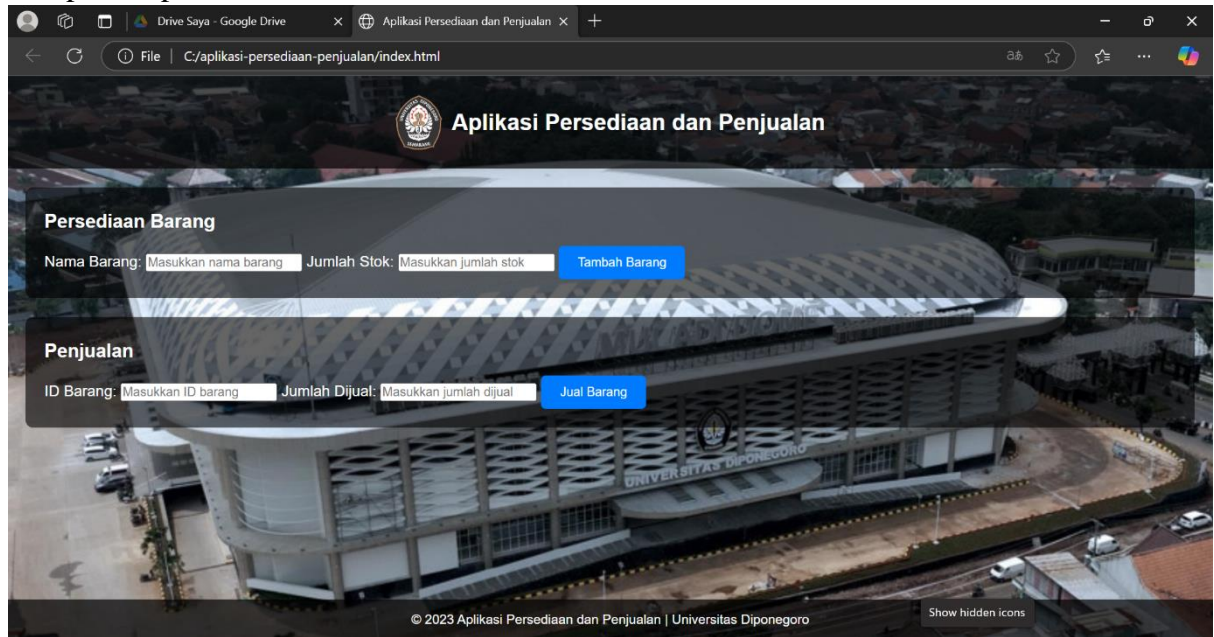 Drive Saya - Google Drive
Aplikasi Persediaan dan Penjualan
File | C:/aplikasi-persediaan-penjualan/index.html
aあ
Aplikasi Persediaan dan Penjualan
Persediaan Barang
Nama Barang: Masukkan nama barang Jumlah Stok: Masukkan jumlah stok Tambah Barang
Penjualan
ID Barang: Masukkan ID barang Jumlah Dijual: Masukkan jumlah dijual Jual Barang
UNIVERSITAS DIPONEGORO
© 2023 Aplikasi Persediaan dan Penjualan | Universitas Diponegoro
Show hidden icons